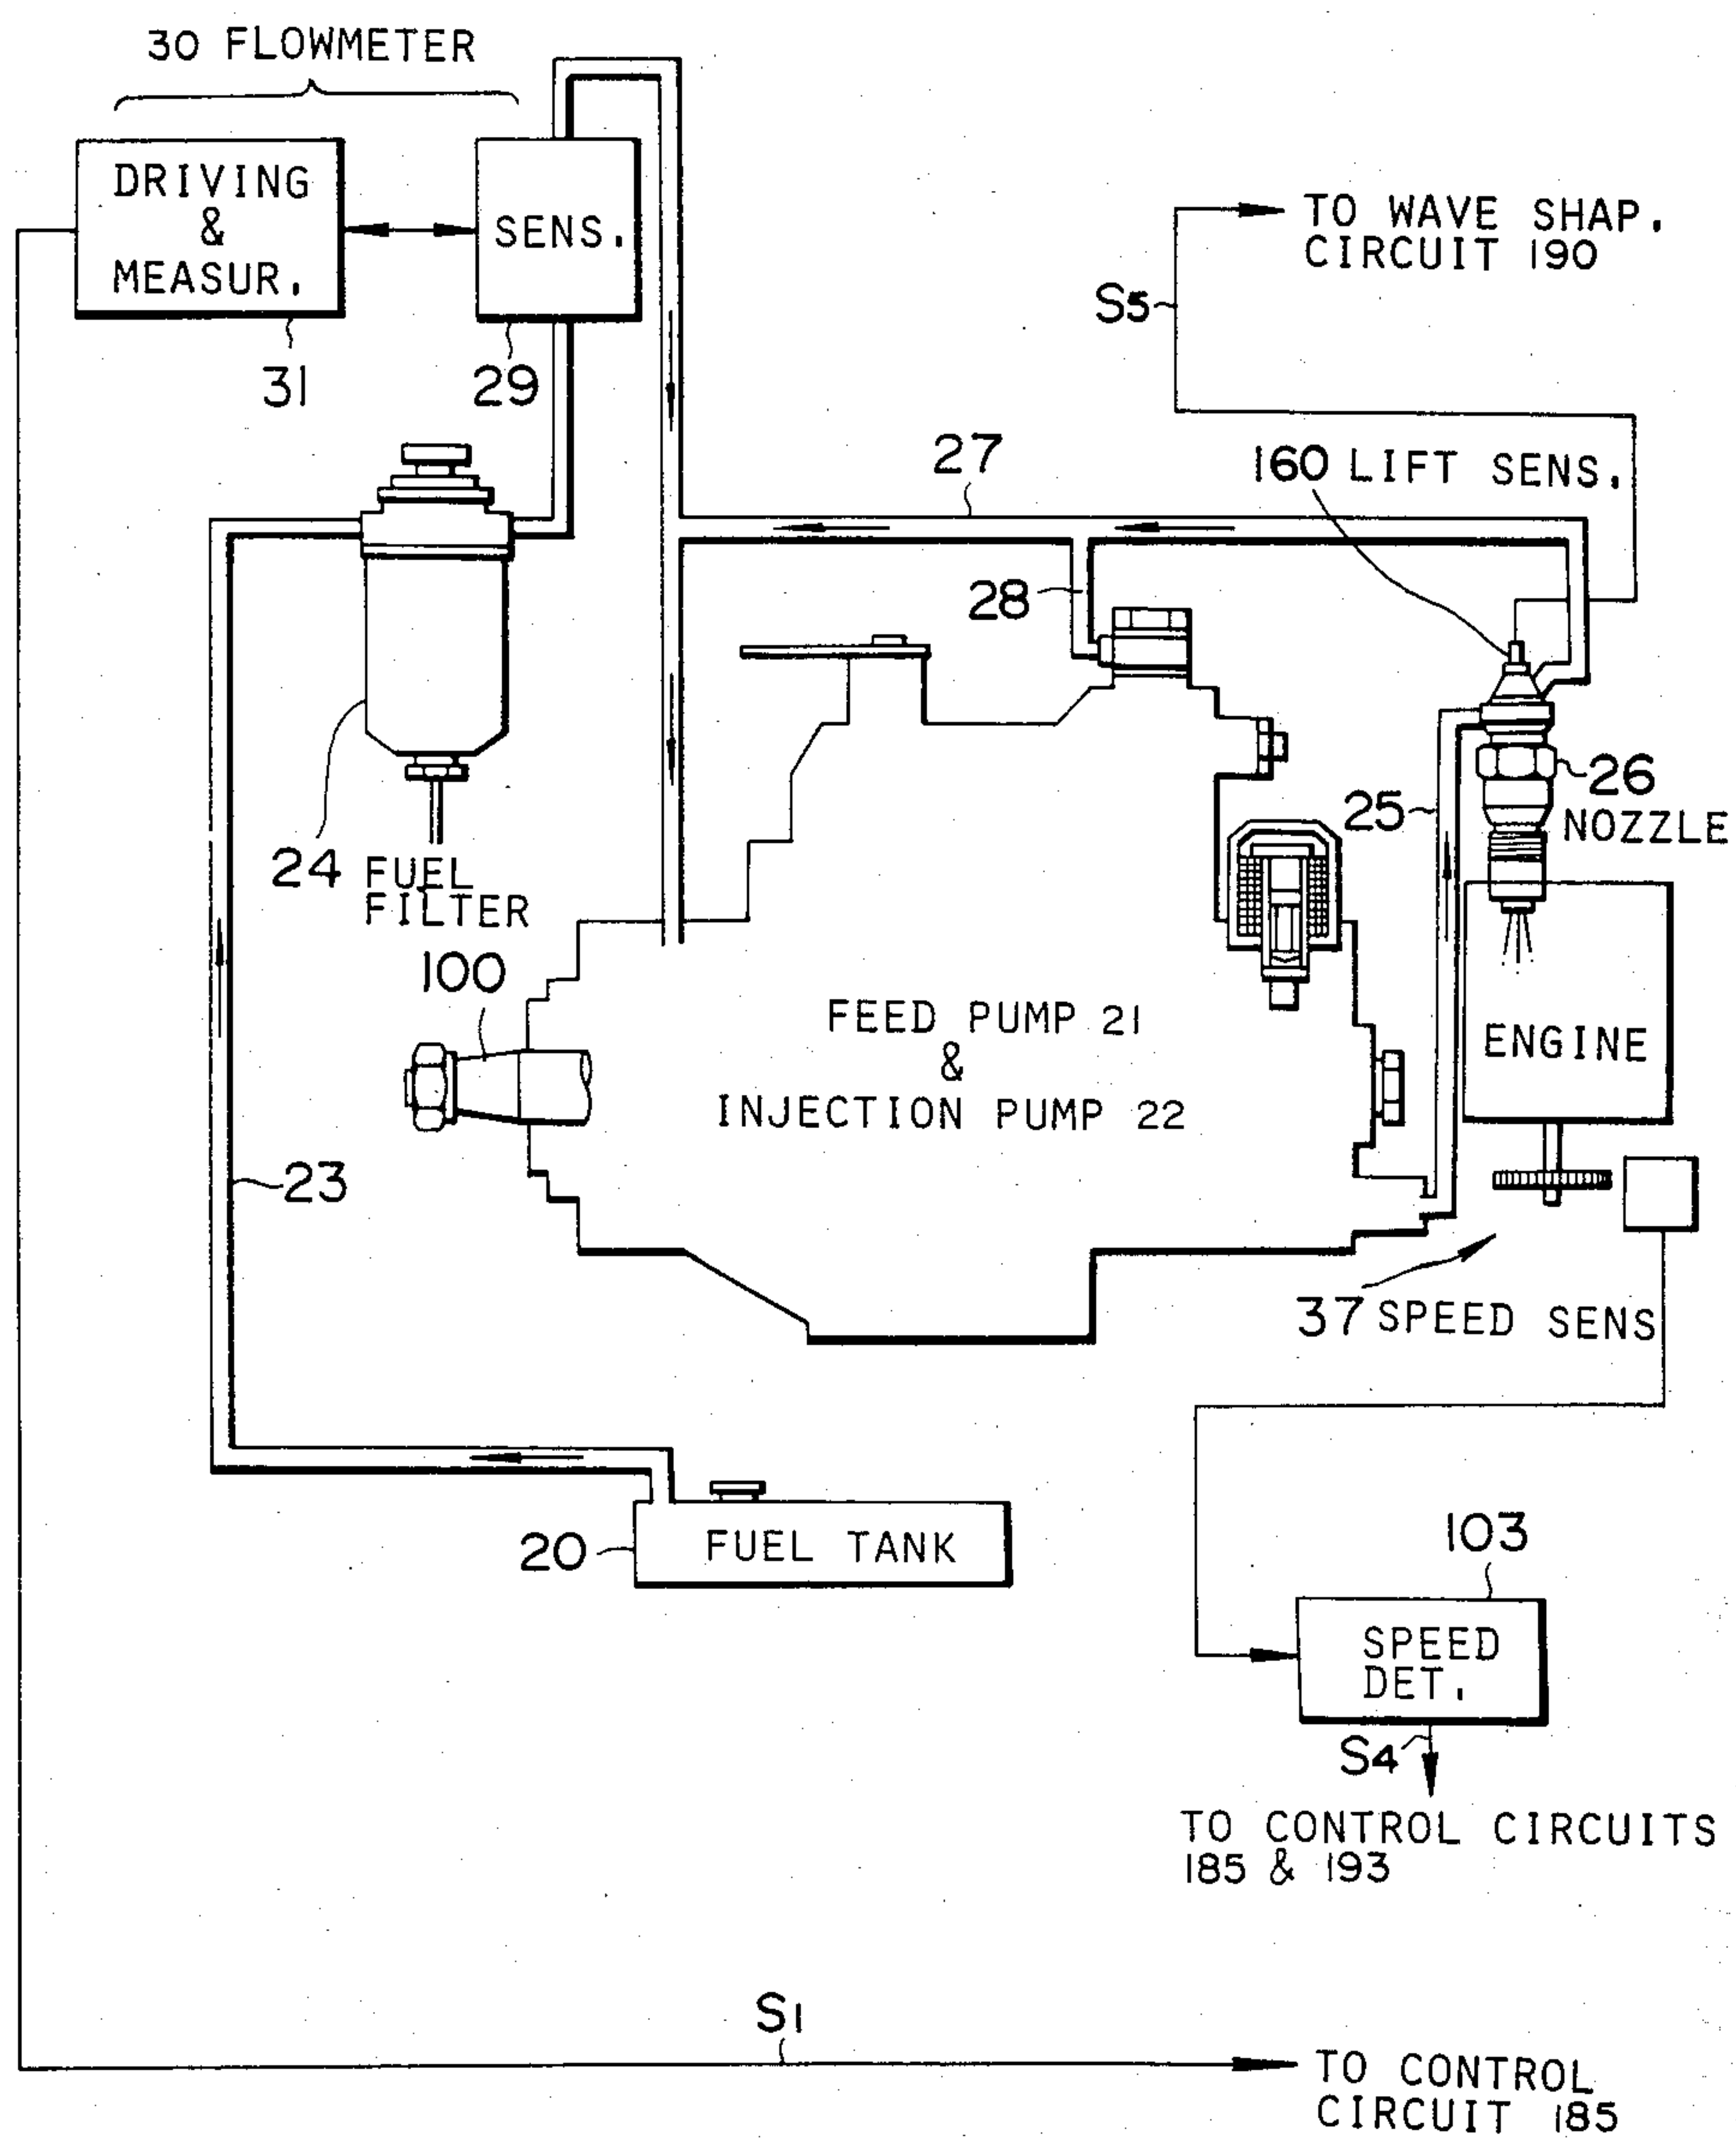 30 FLOWMETER
DRIVING
&
MEASUR.
SENS.
31
29
TO WAVE SHAP.
CIRCUIT 190
S5
27
160 LIFT SENS.
28
24
FUEL
FILTER
25
26
NOZZLE
100
FEED PUMP 21
&
INJECTION PUMP 22
ENGINE
23
37 SPEED SENS
20
FUEL TANK
103
SPEED
DET.
S4
TO CONTROL CIRCUITS
185 & 193
S1
TO CONTROL
CIRCUIT 185